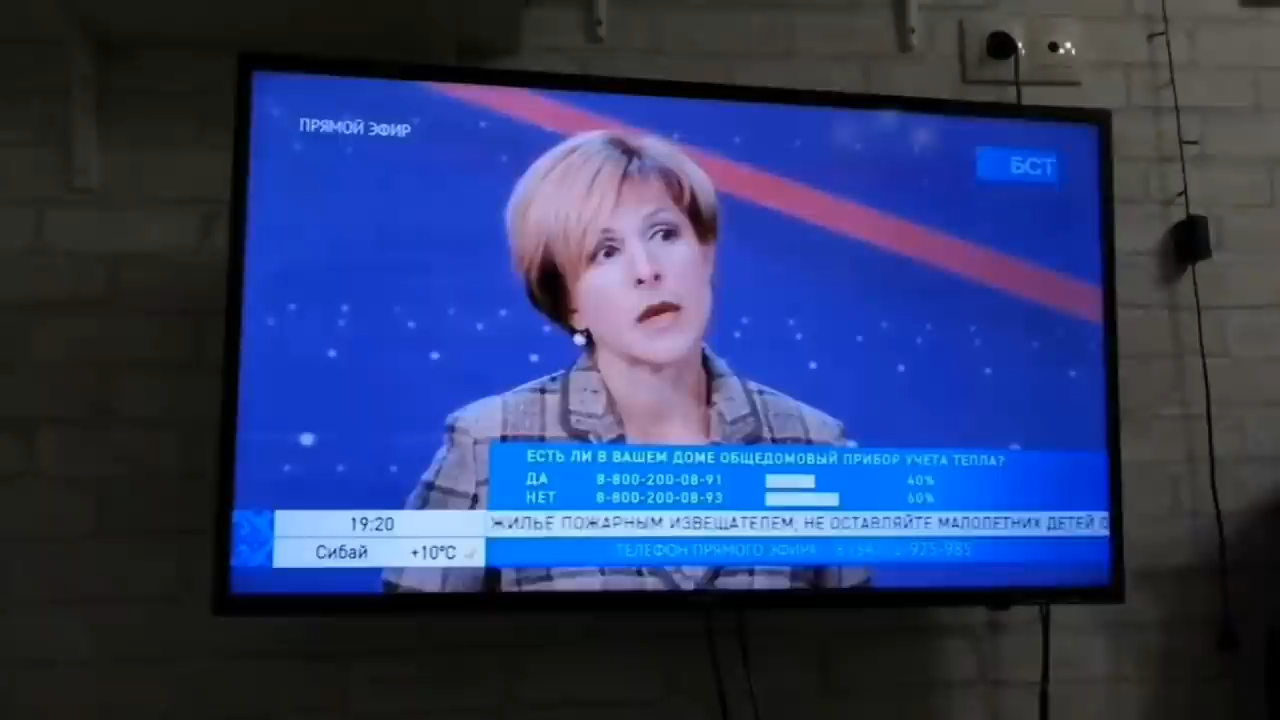 ПРЯМОЙ ЭФИР
БСТ
ЕСТЬ ЛИ В ВАШЕМ ДОМЕ ОБЩЕДОМОВЫЙ ПРИБОР УЧЕТА ТЕПЛА?
ДА 8-800-200-08-91 40%
НЕТ 8-800-200-08-93 60%
19:20
ЖИЛЬЕ ПОЖАРНЫМ ИЗВЕЩАТЕЛЕМ, НЕ ОСТАВЛЯЙТЕ МАЛОЛЕТНИХ ДЕТЕЙ
Сибай +10°C
ТЕЛЕФОН ПРЯМОГО ЭФИРА